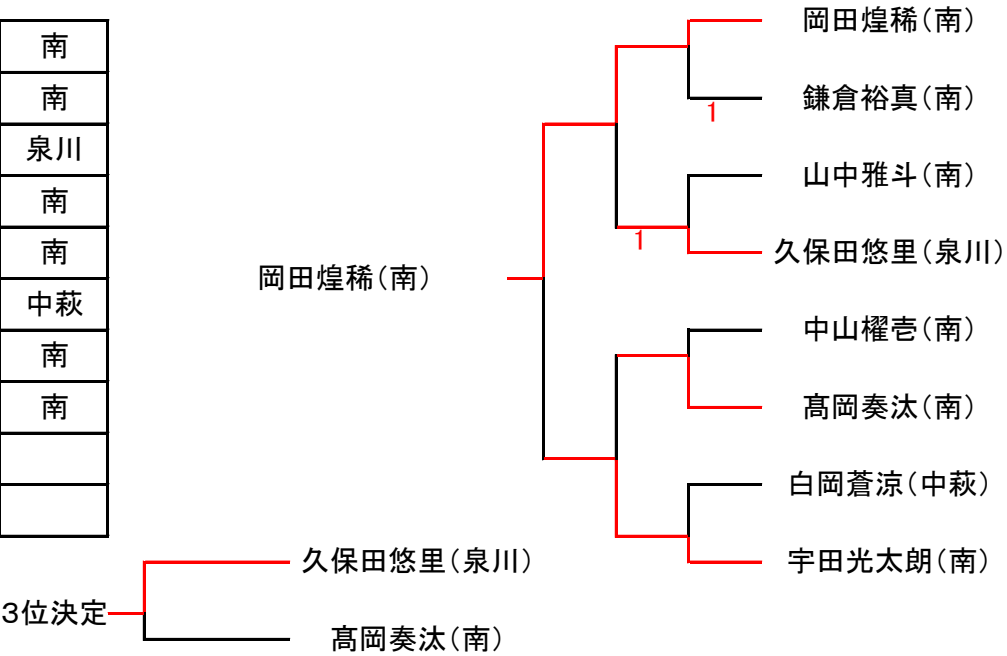 南
南
泉川
南
南
中萩
南
南
岡田煌稀(南)
岡田煌稀(南)
鎌倉裕真(南)
1
山中雅斗(南)
1
久保田悠里(泉川)
中山櫂壱(南)
髙岡奏汰(南)
白岡蒼涼(中萩)
宇田光太朗(南)
3位決定
久保田悠里(泉川)
髙岡奏汰(南)